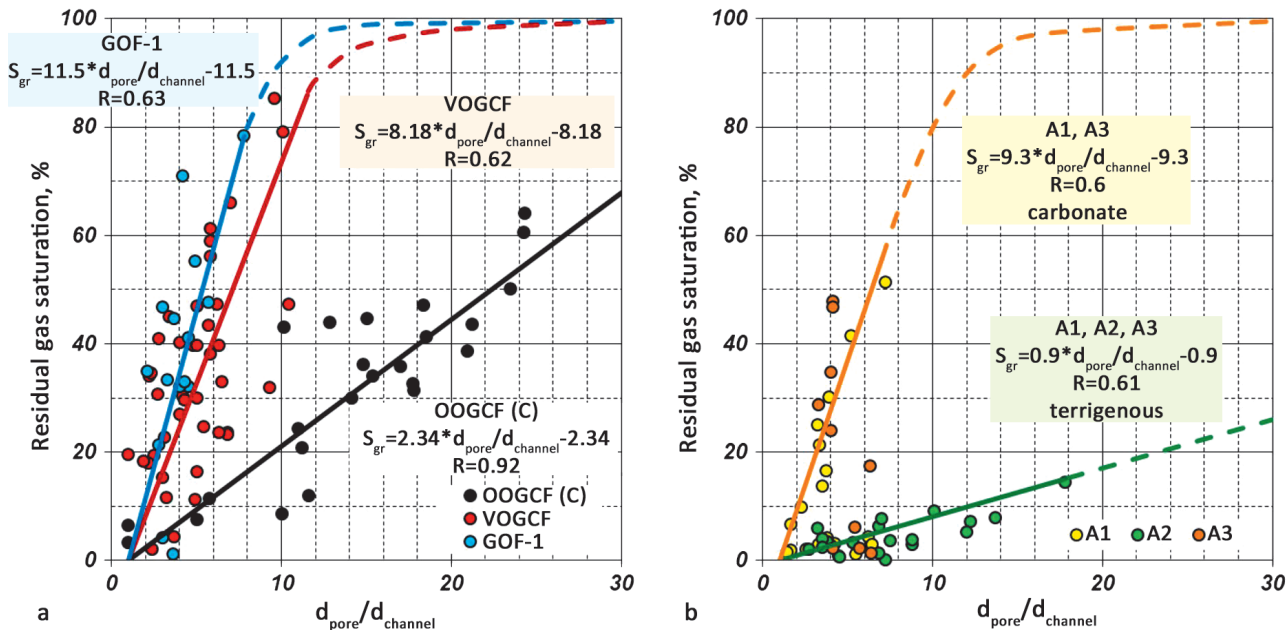 GOF-1
Sgr=11.5*dpore/dchannel-11.5
R=0.63
VOGCF
Sgr=8.18*dpore/dchannel-8.18
R=0.62
OOGCF (C)
Sgr=2.34*dpore/dchannel-2.34
R=0.92
OOGCF (C)
VOGCF
GOF-1
Residual gas saturation, %
100
80
60
40
20
0
0 10 20 30
dpore/dchannel
a
A1, A3
Sgr=9.3*dpore/dchannel-9.3
R=0.6
carbonate
A1, A2, A3
Sgr=0.9*dpore/dchannel-0.9
R=0.61
terrigenous
A1 A2 A3
Residual gas saturation, %
100
80
60
40
20
0
0 10 20 30
dpore/dchannel
b